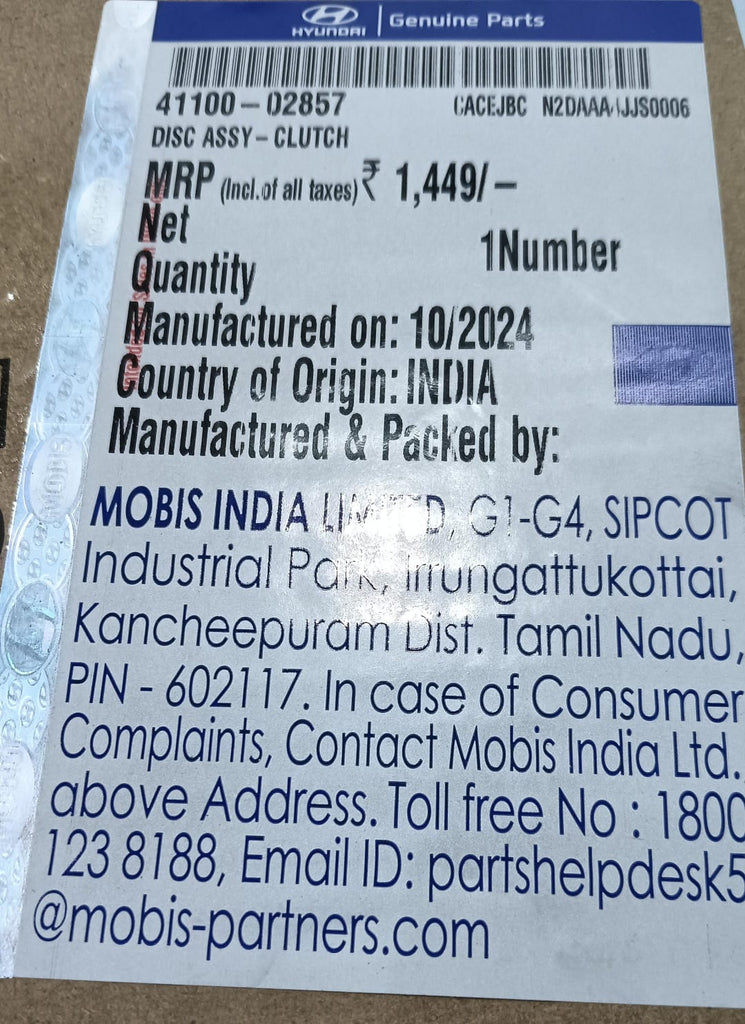 HYUNDAI Genuine Parts
41100-02857 CACEJBC
DISC ASSY-CLUTCH
MRP (Incl.of all taxes) ₹ 1,449/-
Net
Quantity 1Number
Manufactured on: 10/2024
Country of Origin: INDIA
Manufactured & Packed by:
MOBIS INDIA LIMITED, G1-G4, SIPCOT
Industrial Park, Irrungattukottai,
Kancheepuram Dist. Tamil Nadu,
PIN - 602117. In case of Consumer
Complaints, Contact Mobis India Ltd.
above Address. Toll free No : 1800
123 8188, Email ID: partshelpdesk5
@mobis-partners.com